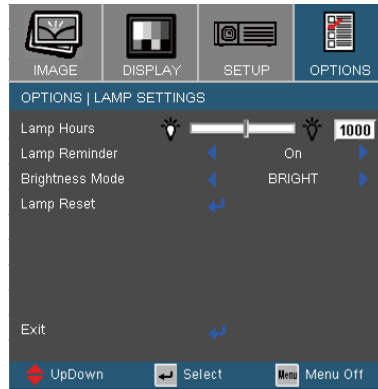 IMAGE DISPLAY SETUP OPTIONS
OPTIONS | LAMP SETTINGS
Lamp Hours 1000
Lamp Reminder On
Brightness Mode BRIGHT
Lamp Reset
Exit
UpDown Select Menu Menu Off